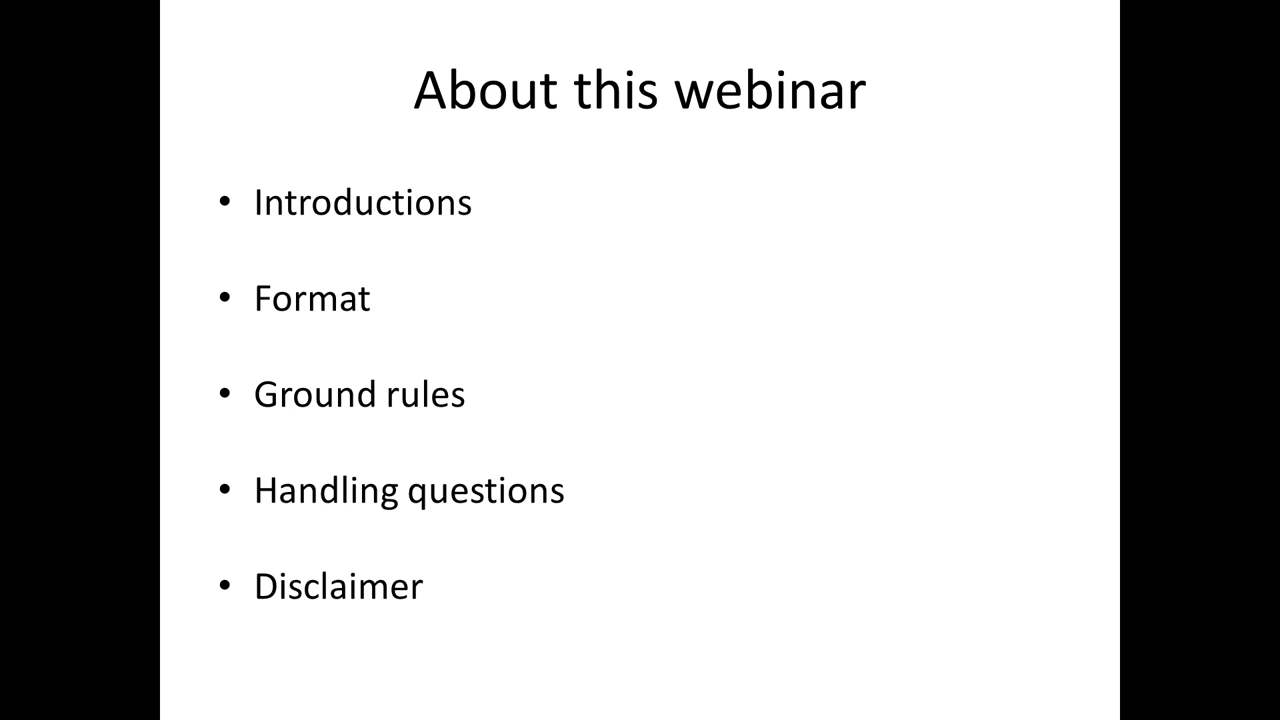 About this webinar
• Introductions
• Format
• Ground rules
• Handling questions
• Disclaimer